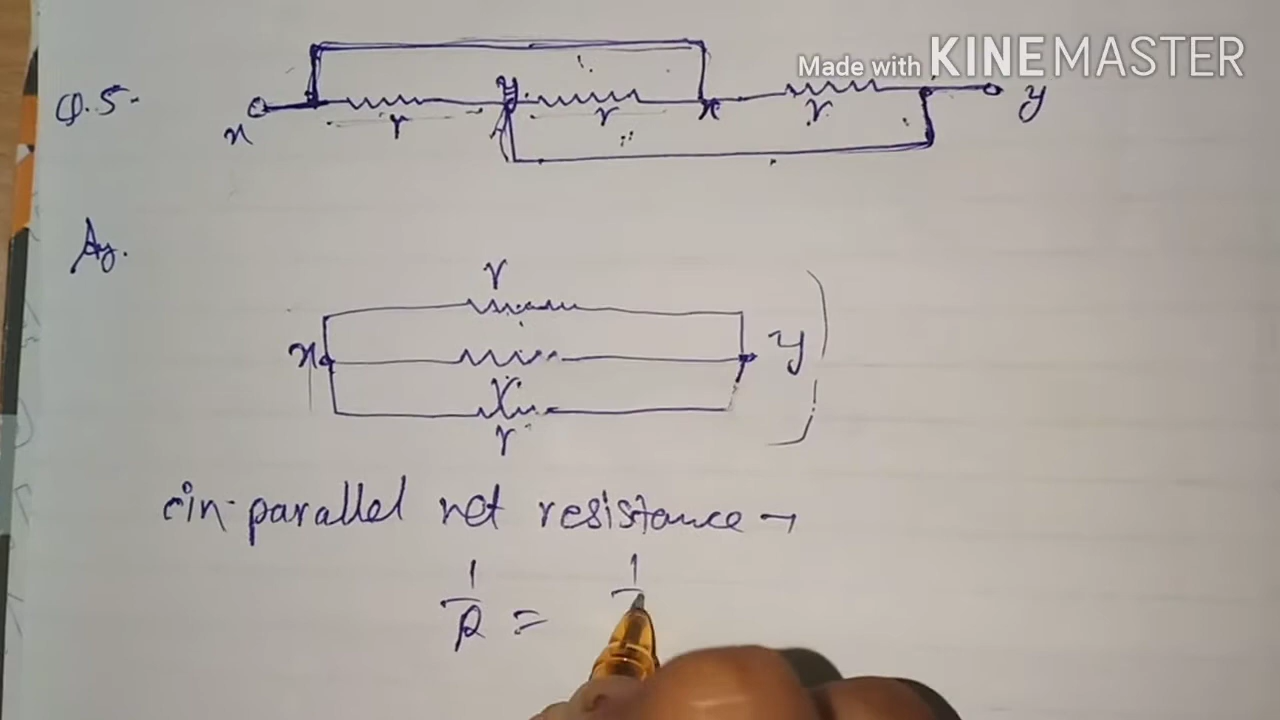 Made with KINEMASTER
Q.5-
y
x r r x r y
Ay.
r
x y
r
r
in parallel net resistance →
1/R = 1